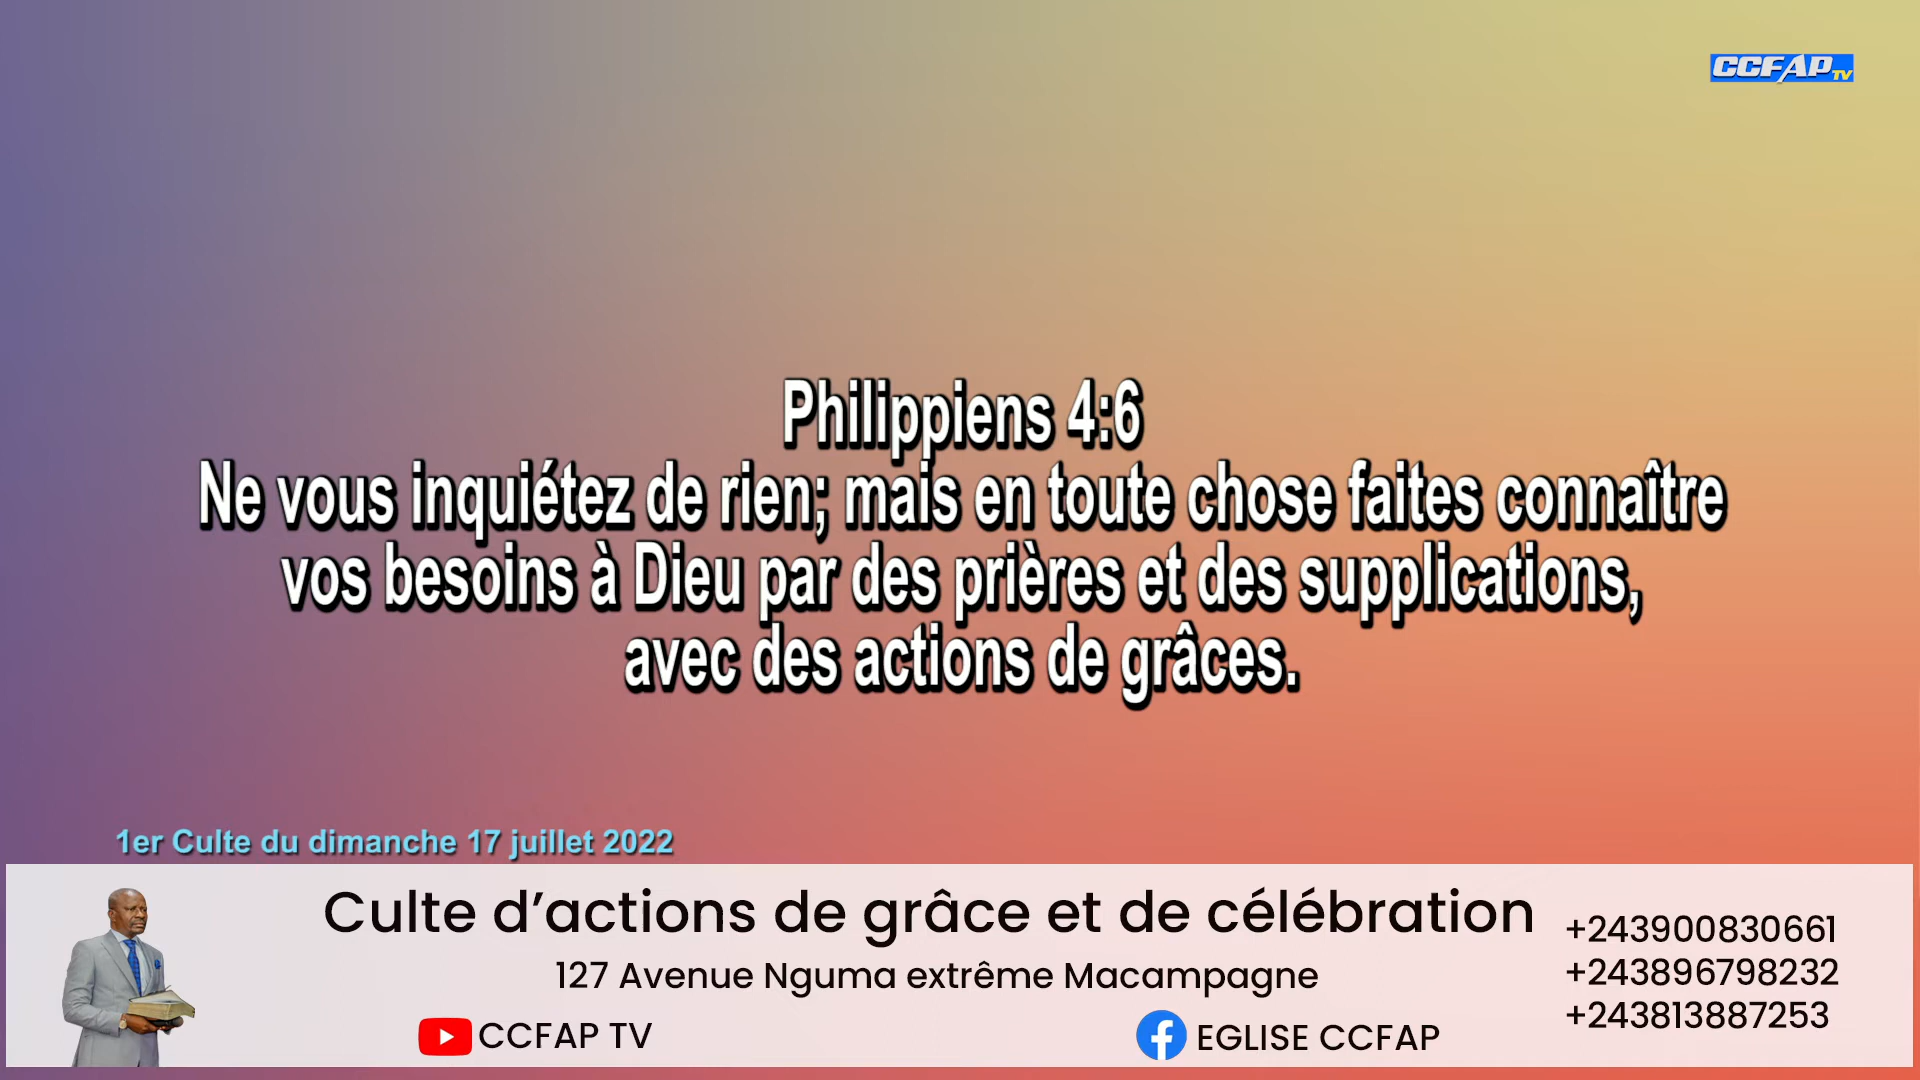 CCFAP TV
Philippiens 4:6
Ne vous inquiétez de rien; mais en toute chose faites connaître
vos besoins à Dieu par des prières et des supplications,
avec des actions de grâces.
1er Culte du dimanche 17 juillet 2022
Culte d’actions de grâce et de célébration
127 Avenue Nguma extrême Macampagne
CCFAP TV
EGLISE CCFAP
+243900830661
+243896798232
+243813887253